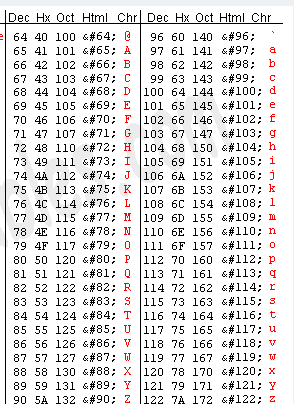 Dec Hx Oct Html Chr Dec Hx Oct Html Chr
64 40 100 &#64; @ 96 60 140 &#96; `
65 41 101 &#65; A 97 61 141 &#97; a
66 42 102 &#66; B 98 62 142 &#98; b
67 43 103 &#67; C 99 63 143 &#99; c
68 44 104 &#68; D 100 64 144 &#100; d
69 45 105 &#69; E 101 65 145 &#101; e
70 46 106 &#70; F 102 66 146 &#102; f
71 47 107 &#71; G 103 67 147 &#103; g
72 48 110 &#72; H 104 68 150 &#104; h
73 49 111 &#73; I 105 69 151 &#105; i
74 4A 112 &#74; J 106 6A 152 &#106; j
75 4B 113 &#75; K 107 6B 153 &#107; k
76 4C 114 &#76; L 108 6C 154 &#108; l
77 4D 115 &#77; M 109 6D 155 &#109; m
78 4E 116 &#78; N 110 6E 156 &#110; n
79 4F 117 &#79; O 111 6F 157 &#111; o
80 50 120 &#80; P 112 70 160 &#112; p
81 51 121 &#81; Q 113 71 161 &#113; q
82 52 122 &#82; R 114 72 162 &#114; r
83 53 123 &#83; S 115 73 163 &#115; s
84 54 124 &#84; T 116 74 164 &#116; t
85 55 125 &#85; U 117 75 165 &#117; u
86 56 126 &#86; V 118 76 166 &#118; v
87 57 127 &#87; W 119 77 167 &#119; w
88 58 130 &#88; X 120 78 170 &#120; x
89 59 131 &#89; Y 121 79 171 &#121; y
90 5A 132 &#90; Z 122 7A 172 &#122; z